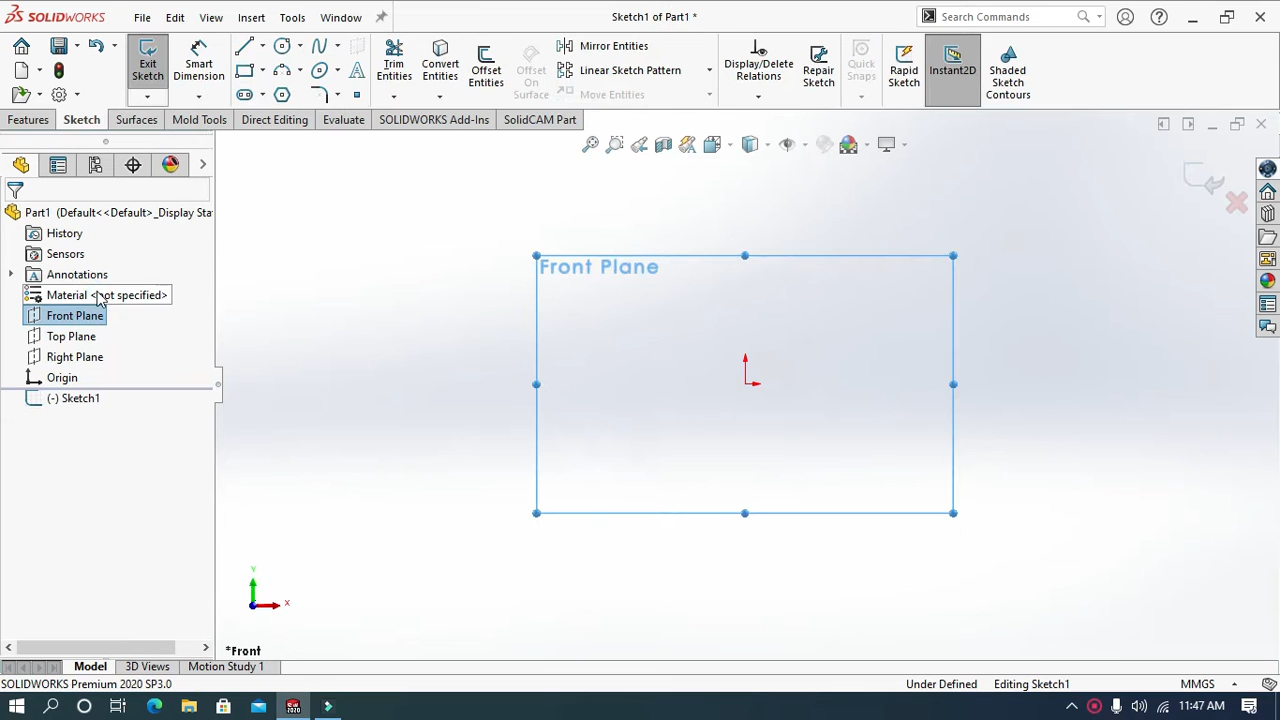 SOLIDWORKS
File Edit View Insert Tools Window
Sketch1 of Part1 *
Search Commands
Exit Sketch
Smart Dimension
Trim Entities
Convert Entities
Offset Entities
Offset On Surface
Mirror Entities
Linear Sketch Pattern
Move Entities
Display/Delete Relations
Repair Sketch
Quick Snaps
Rapid Sketch
Instant2D
Shaded Sketch Contours
Features Sketch Surfaces Mold Tools Direct Editing Evaluate SOLIDWORKS Add-Ins SolidCAM Part
Part1 (Default<<Default>_Display Sta
History
Sensors
Annotations
Material <not specified>
Front Plane
Top Plane
Right Plane
Origin
(-) Sketch1
Front Plane
Y
X
*Front
Model 3D Views Motion Study 1
SOLIDWORKS Premium 2020 SP3.0
Under Defined Editing Sketch1 MMGS
11:47 AM